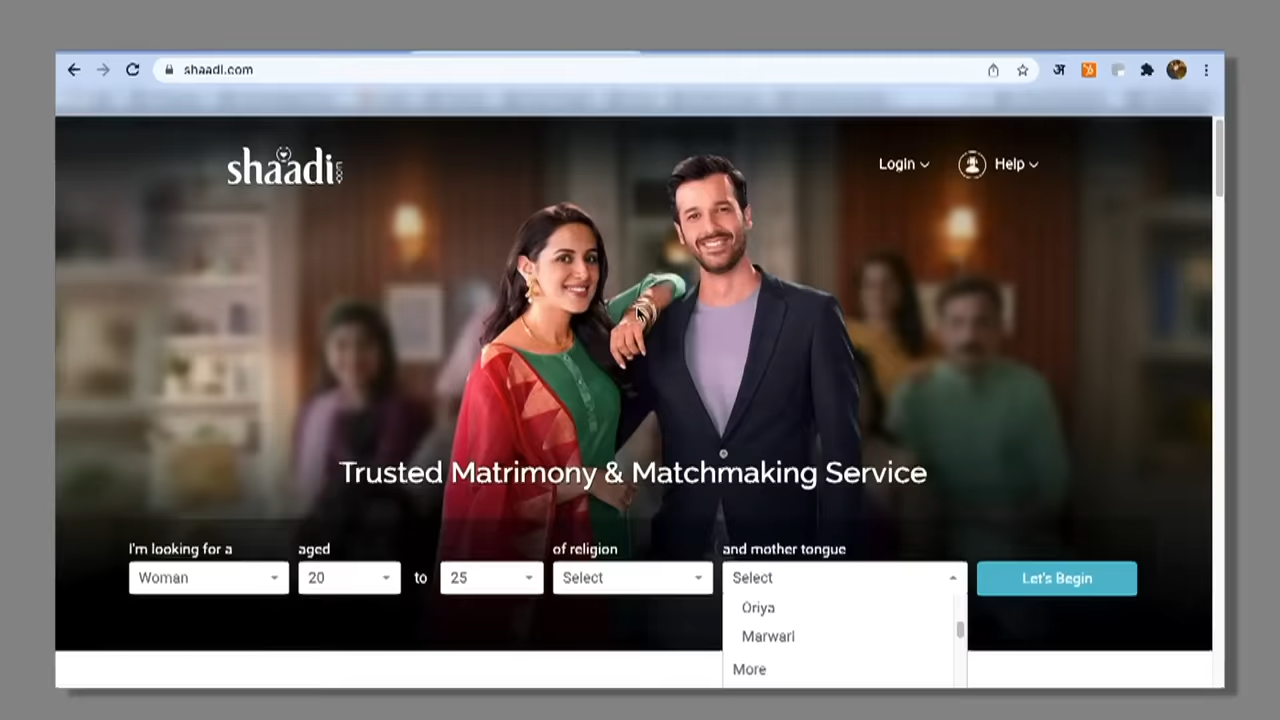 shaadi.com
अ
shaadi.com
Login
Help
Trusted Matrimony & Matchmaking Service
I'm looking for a
aged
of religion
and mother tongue
Woman
20
to
25
Select
Select
Let's Begin
Oriya
Marwari
More